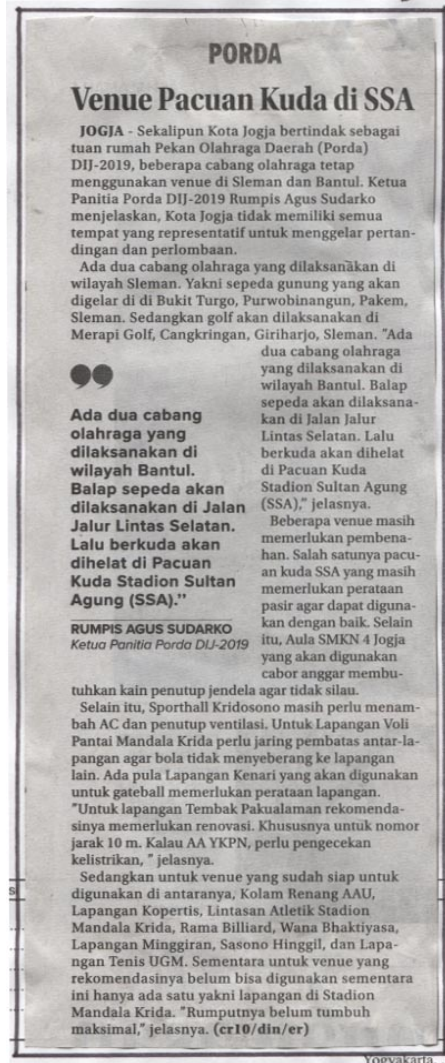 PORDA
Venue Pacuan Kuda di SSA
JOGJA - Sekalipun Kota Jogja bertindak sebagai
tuan rumah Pekan Olahraga Daerah (Porda)
DIJ-2019, beberapa cabang olahraga tetap
menggunakan venue di Sleman dan Bantul. Ketua
Panitia Porda DIJ-2019 Rumpis Agus Sudarko
menjelaskan, Kota Jogja tidak memiliki semua
tempat yang representatif untuk menggelar pertan-
dingan dan perlombaan.
Ada dua cabang olahraga yang dilaksanakan di
wilayah Sleman. Yakni sepeda gunung yang akan
digelar di di Bukit Turgo, Purwobinangun, Pakem,
Sleman. Sedangkan golf akan dilaksanakan di
Merapi Golf, Cangkringan, Giriharjo, Sleman. "Ada
dua cabang olahraga
yang dilaksanakan di
wilayah Bantul. Balap
sepeda akan dilaksana-
kan di Jalan Jalur
Lintas Selatan. Lalu
berkuda akan dihelat
di Pacuan Kuda
Stadion Sultan Agung
(SSA)," jelasnya.
Beberapa venue masih
memerlukan pembena-
han. Salah satunya pacu-
an kuda SSA yang masih
memerlukan perataan
pasir agar dapat diguna-
kan dengan baik. Selain
itu, Aula SMKN 4 Jogja
yang akan digunakan
cabor anggar membu-
tuhkan kain penutup jendela agar tidak silau.
Selain itu, Sporthall Kridosono masih perlu menam-
bah AC dan penutup ventilasi. Untuk Lapangan Voli
Pantai Mandala Krida perlu jaring pembatas antar-la-
pangan agar bola tidak menyeberang ke lapangan
lain. Ada pula Lapangan Kenari yang akan digunakan
untuk gateball memerlukan perataan lapangan.
"Untuk lapangan Tembak Pakualaman rekomenda-
sinya memerlukan renovasi. Khususnya untuk nomor
jarak 10 m. Kalau AA YKPN, perlu pengecekan
kelistrikan, " jelasnya.
Sedangkan untuk venue yang sudah siap untuk
digunakan di antaranya, Kolam Renang AAU,
Lapangan Kopertis, Lintasan Atletik Stadion
Mandala Krida, Rama Billiard, Wana Bhaktiyasa,
Lapangan Minggiran, Sasono Hinggil, dan Lapa-
ngan Tenis UGM. Sementara untuk venue yang
rekomendasinya belum bisa digunakan sementara
ini hanya ada satu yakni lapangan di Stadion
Mandala Krida. "Rumputnya belum tumbuh
maksimal," jelasnya. (cr10/din/er)
Ada dua cabang
olahraga yang
dilaksanakan di
wilayah Bantul.
Balap sepeda akan
dilaksanakan di Jalan
Jalur Lintas Selatan.
Lalu berkuda akan
dihelat di Pacuan
Kuda Stadion Sultan
Agung (SSA)."
RUMPIS AGUS SUDARKO
Ketua Panitia Porda DIJ-2019
Yogyakarta